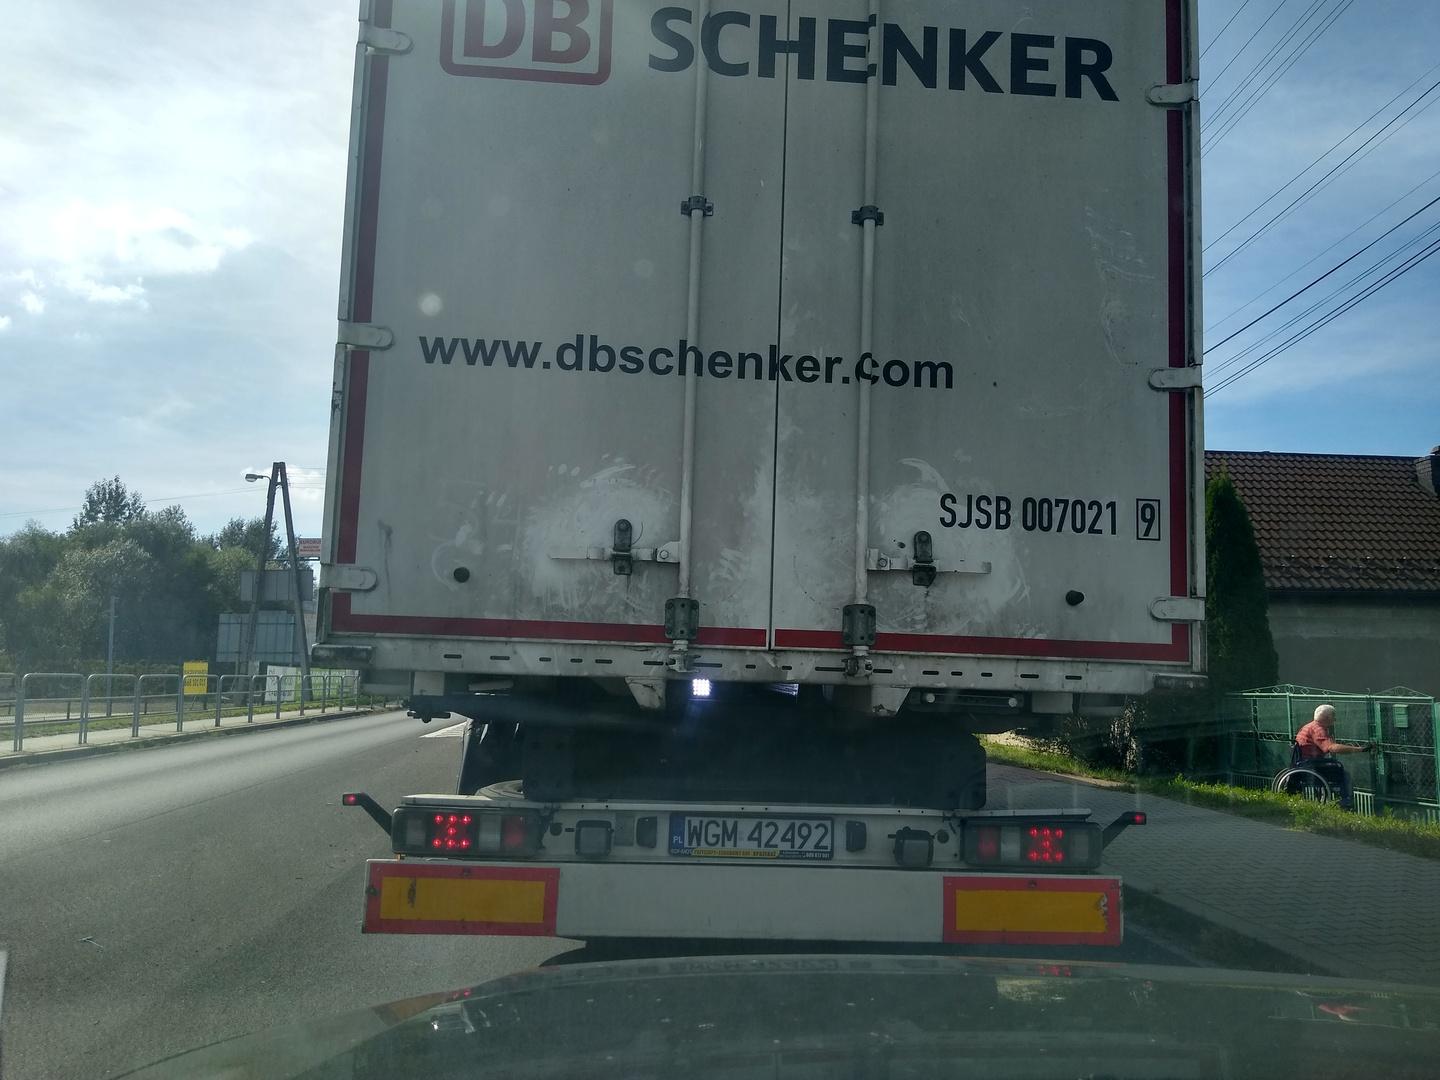 DB SCHENKER
www.dbschenker.com
SJSB 007021 9
PL WGM 42492